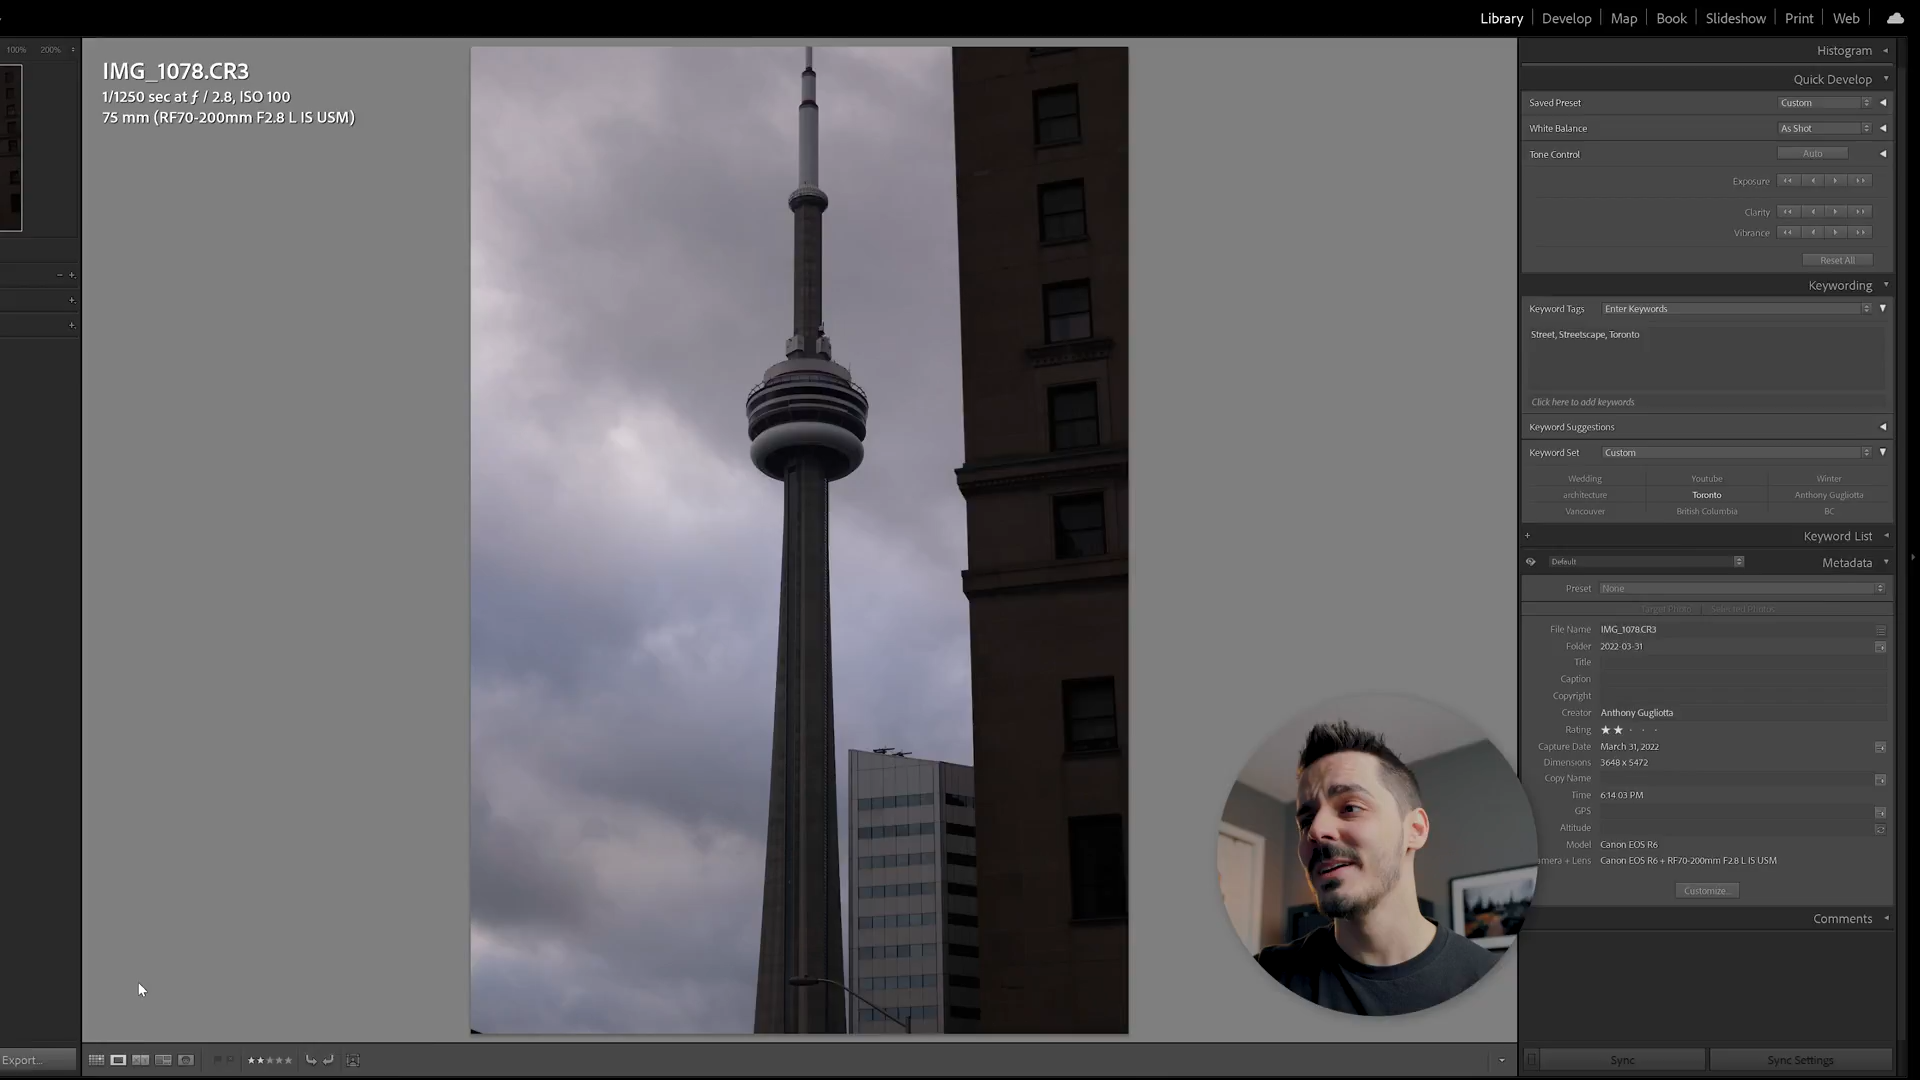 Library | Develop | Map | Book | Slideshow | Print | Web
100% 200%
IMG_1078.CR3
1/1250 sec at ƒ / 2.8, ISO 100
75 mm (RF70-200mm F2.8 L IS USM)
Histogram
Quick Develop
Saved Preset Custom
White Balance As Shot
Tone Control Auto
Exposure
Clarity
Vibrance
Reset All
Keywording
Keyword Tags Enter Keywords
Street, Streetscape, Toronto
Click here to add keywords
Keyword Suggestions
Keyword Set Custom
Wedding Youtube Winter
architecture Toronto Anthony Gugliotta
Vancouver British Columbia BC
+ Keyword List
Default Metadata
Preset None
Target Photo Selected Photos
File Name IMG_1078.CR3
Folder 2022-03-31
Title
Caption
Copyright
Creator Anthony Gugliotta
Rating ★★
Capture Date March 31, 2022
Dimensions 3648 x 5472
Copy Name
Time 6:14:03 PM
GPS
Altitude
Model Canon EOS R6
mera + Lens Canon EOS R6 + RF70-200mm F2.8 L IS USM
Customize...
Comments
Export...
Sync Sync Settings